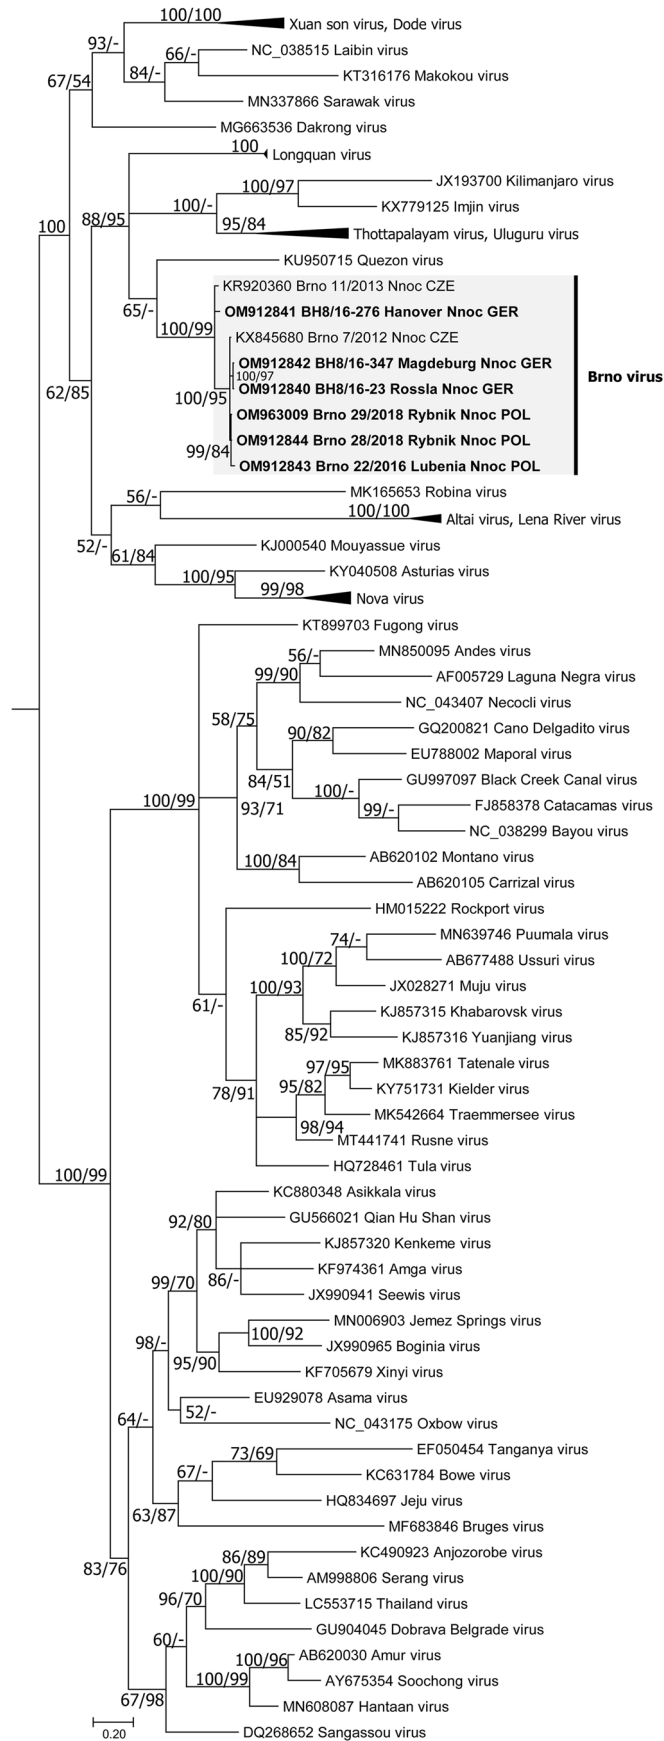 100/100
Xuan son virus, Dode virus
93/-
66/-
NC_038515 Laibin virus
67/54
84/-
KT316176 Makokou virus
MN337866 Sarawak virus
MG663536 Dakrong virus
100
Longquan virus
100/97
JX193700 Kilimanjaro virus
100
88/95
100/-
KX779125 Imjin virus
95/84
Thottapalayam virus, Uluguru virus
KU950715 Quezon virus
KR920360 Brno 11/2013 Nnoc CZE
65/-
OM912841 BH8/16-276 Hanover Nnoc GER
100/99
KX845680 Brno 7/2012 Nnoc CZE
OM912842 BH8/16-347 Magdeburg Nnoc GER
100/97
Brno virus
62/85
100/95
OM912840 BH8/16-23 Rossla Nnoc GER
OM963009 Brno 29/2018 Rybnik Nnoc POL
OM912844 Brno 28/2018 Rybnik Nnoc POL
99/84
OM912843 Brno 22/2016 Lubenia Nnoc POL
56/-
MK165653 Robina virus
100/100
Altai virus, Lena River virus
52/-
61/84
KJ000540 Mouyassue virus
100/95
KY040508 Asturias virus
99/98
Nova virus
KT899703 Fugong virus
56/-
MN850095 Andes virus
99/90
AF005729 Laguna Negra virus
NC_043407 Necocli virus
58/75
90/82
GQ200821 Cano Delgadito virus
EU788002 Maporal virus
84/51
GU997097 Black Creek Canal virus
100/99
93/71
100/-
99/-
FJ858378 Catacamas virus
NC_038299 Bayou virus
100/84
AB620102 Montano virus
AB620105 Carrizal virus
HM015222 Rockport virus
74/-
MN639746 Puumala virus
100/72
AB677488 Ussuri virus
100/93
JX028271 Muju virus
61/-
KJ857315 Khabarovsk virus
85/92
KJ857316 Yuanjiang virus
97/95
MK883761 Tatenale virus
78/91
95/82
KY751731 Kielder virus
MK542664 Traemmersee virus
98/94
MT441741 Rusne virus
100/99
HQ728461 Tula virus
KC880348 Asikkala virus
92/80
GU566021 Qian Hu Shan virus
KJ857320 Kenkeme virus
99/70
86/-
KF974361 Amga virus
JX990941 Seewis virus
MN006903 Jemez Springs virus
98/-
100/92
JX990965 Boginia virus
95/90
KF705679 Xinyi virus
EU929078 Asama virus
64/-
52/-
NC_043175 Oxbow virus
73/69
EF050454 Tanganya virus
67/-
KC631784 Bowe virus
63/87
HQ834697 Jeju virus
MF683846 Bruges virus
83/76
86/89
KC490923 Anjozorobe virus
100/90
AM998806 Serang virus
96/70
LC553715 Thailand virus
GU904045 Dobrava Belgrade virus
60/-
100/96
AB620030 Amur virus
100/99
AY675354 Soochong virus
67/98
MN608087 Hantaan virus
DQ268652 Sangassou virus
0.20